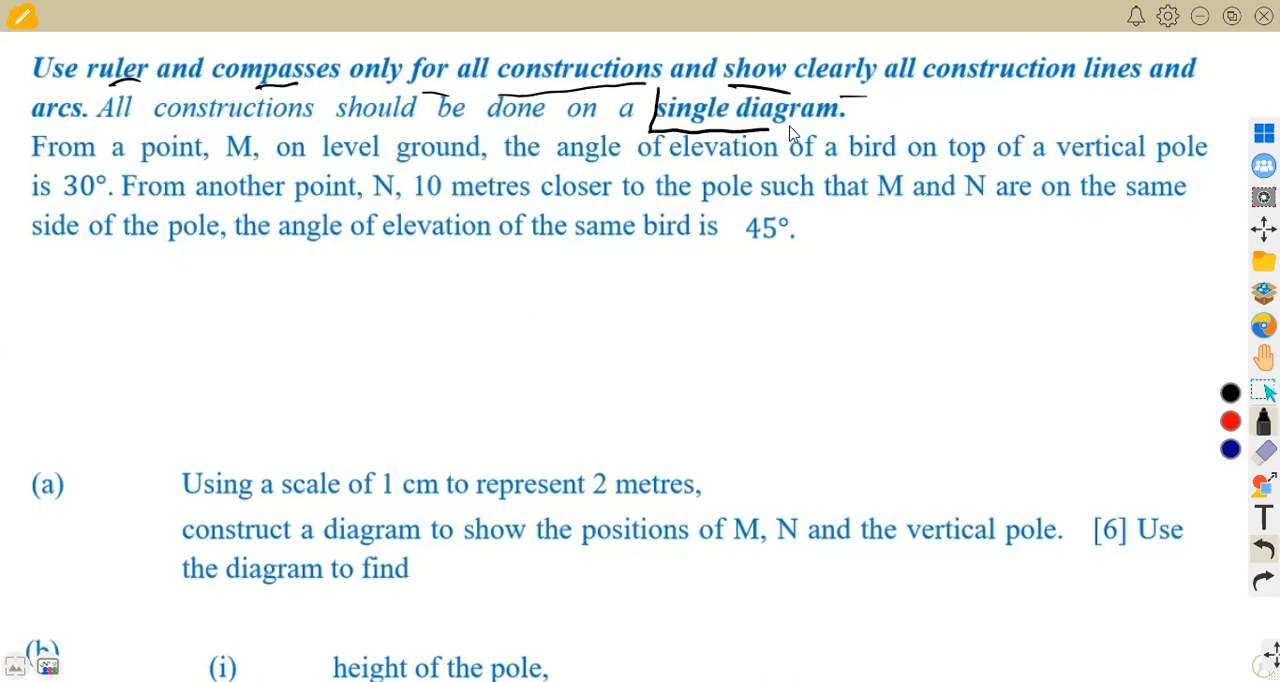 Use ruler and compasses only for all constructions and show clearly all construction lines and
arcs. All constructions should be done on a single diagram.
From a point, M, on level ground, the angle of elevation of a bird on top of a vertical pole
is 30°. From another point, N, 10 metres closer to the pole such that M and N are on the same
side of the pole, the angle of elevation of the same bird is 45°.
(a) Using a scale of 1 cm to represent 2 metres,
construct a diagram to show the positions of M, N and the vertical pole. [6] Use
the diagram to find
(b)
(i) height of the pole,